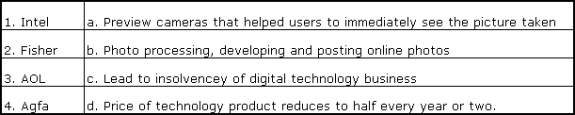 1. Intel a. Preview cameras that helped users to immediately see the picture taken
2. Fisher b. Photo processing, developing and posting online photos
3. AOL c. Lead to insolvencey of digital technology business
4. Agfa d. Price of technology product reduces to half every year or two.